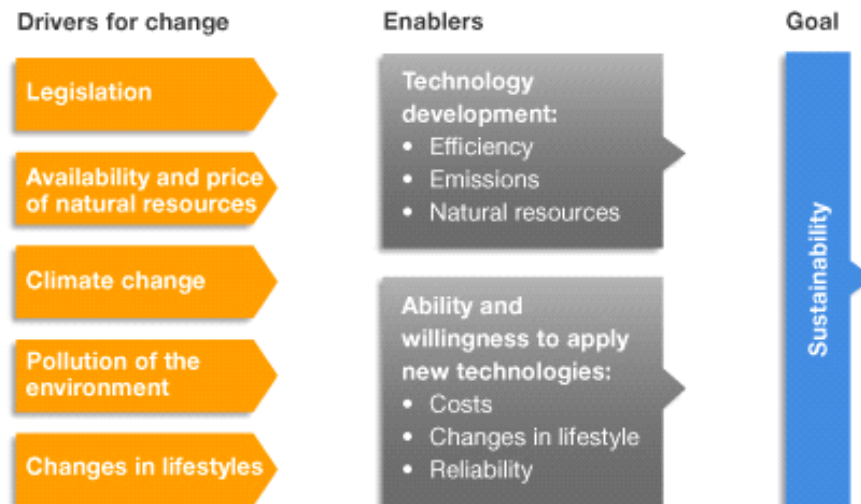 Drivers for change
Legislation
Availability and price
of natural resources
Climate change
Pollution of the
environment
Changes in lifestyles
Enablers
Technology
development:
• Efficiency
• Emissions
• Natural resources
Ability and
willingness to apply
new technologies:
• Costs
• Changes in lifestyle
• Reliability
Goal
Sustainability